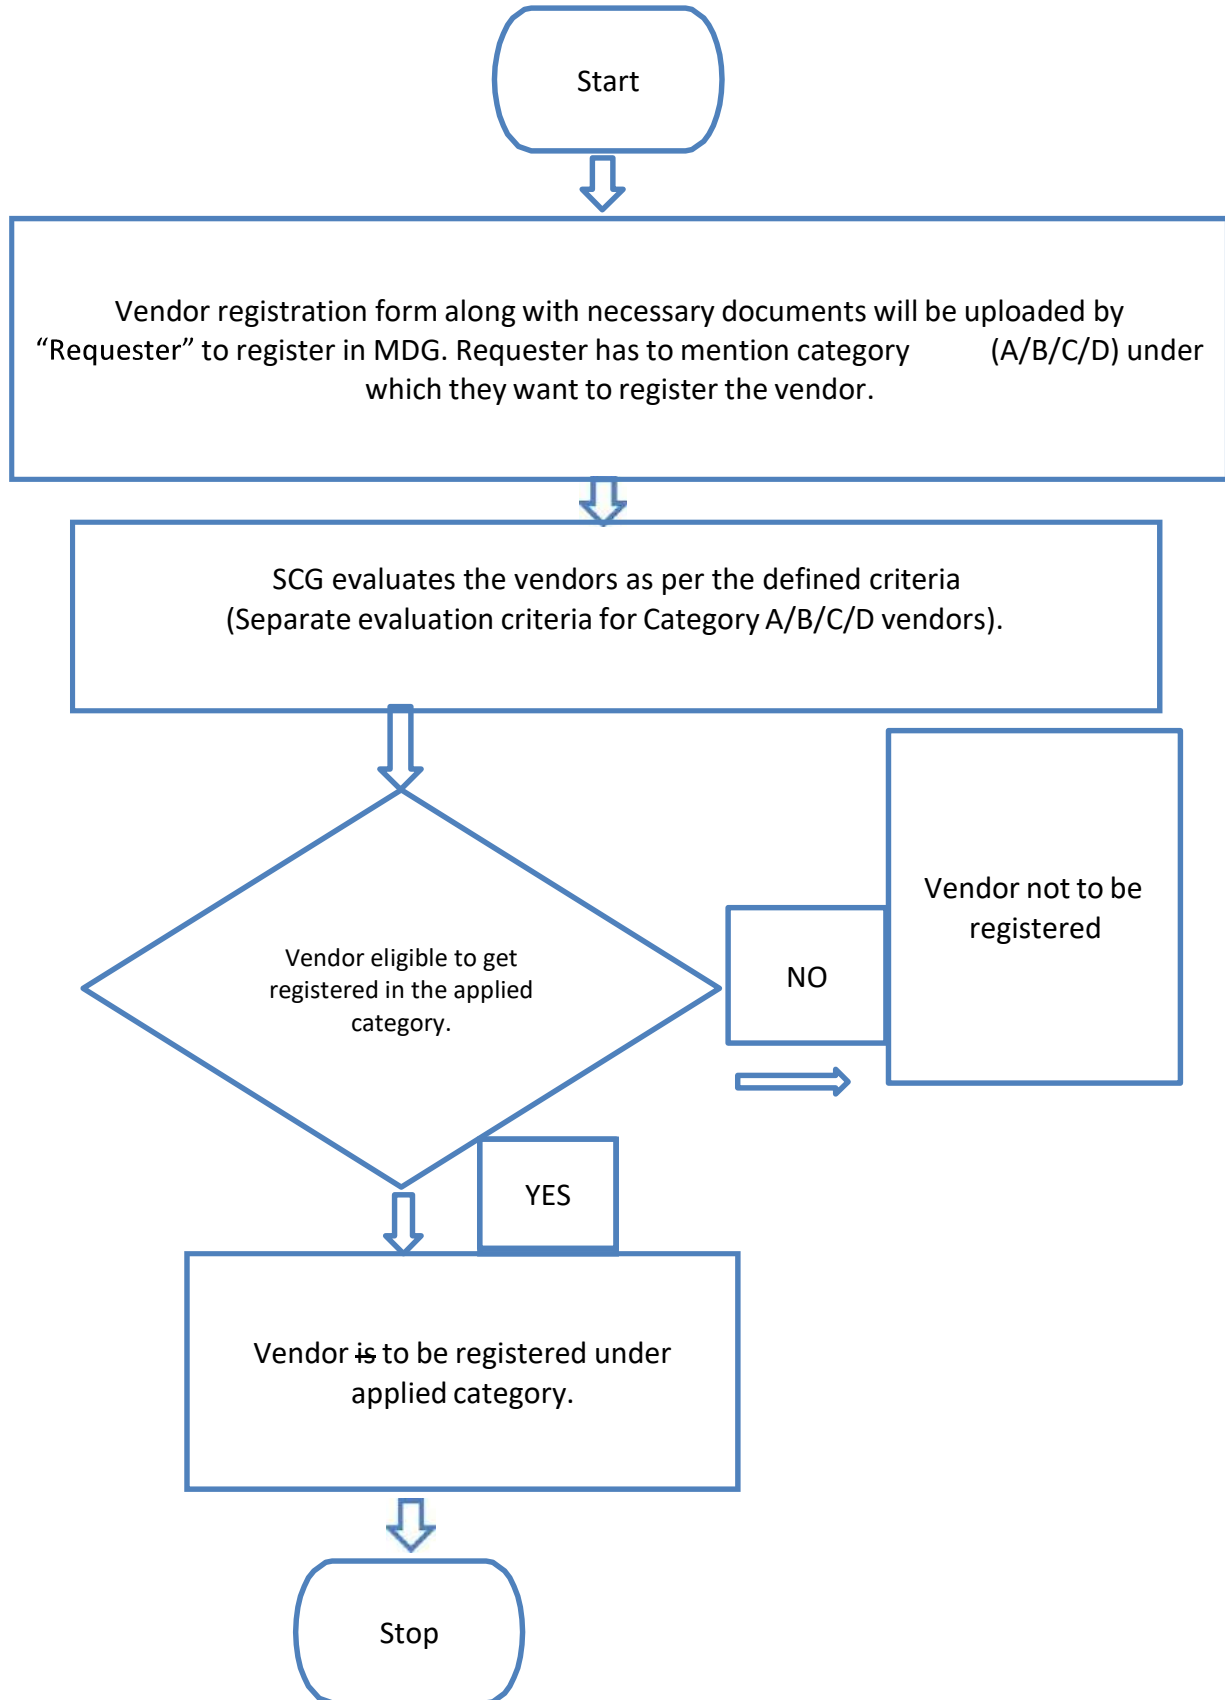 Start
Vendor registration form along with necessary documents will be uploaded by
“Requester” to register in MDG. Requester has to mention category (A/B/C/D) under
which they want to register the vendor.
SCG evaluates the vendors as per the defined criteria
(Separate evaluation criteria for Category A/B/C/D vendors).
Vendor not to be
registered
Vendor eligible to get
registered in the applied
category.
NO
YES
Vendor is to be registered under
applied category.
Stop